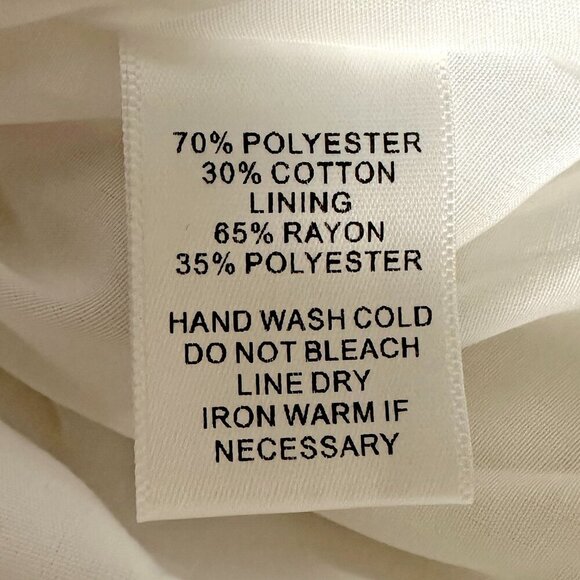 70% POLYESTER
30% COTTON
LINING
65% RAYON
35% POLYESTER
HAND WASH COLD
DO NOT BLEACH
LINE DRY
IRON WARM IF
NECESSARY